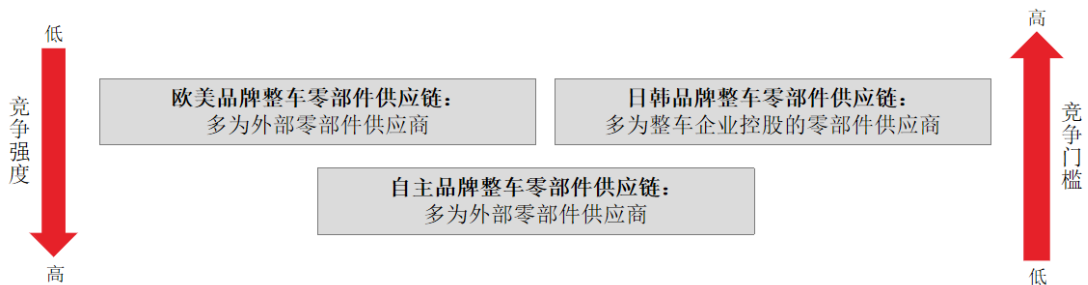 低
高
欧美品牌整车零部件供应链：
多为外部零部件供应商
日韩品牌整车零部件供应链：
多为整车企业控股的零部件供应商
竞争强度
竞争门槛
自主品牌整车零部件供应链：
多为外部零部件供应商
高
低